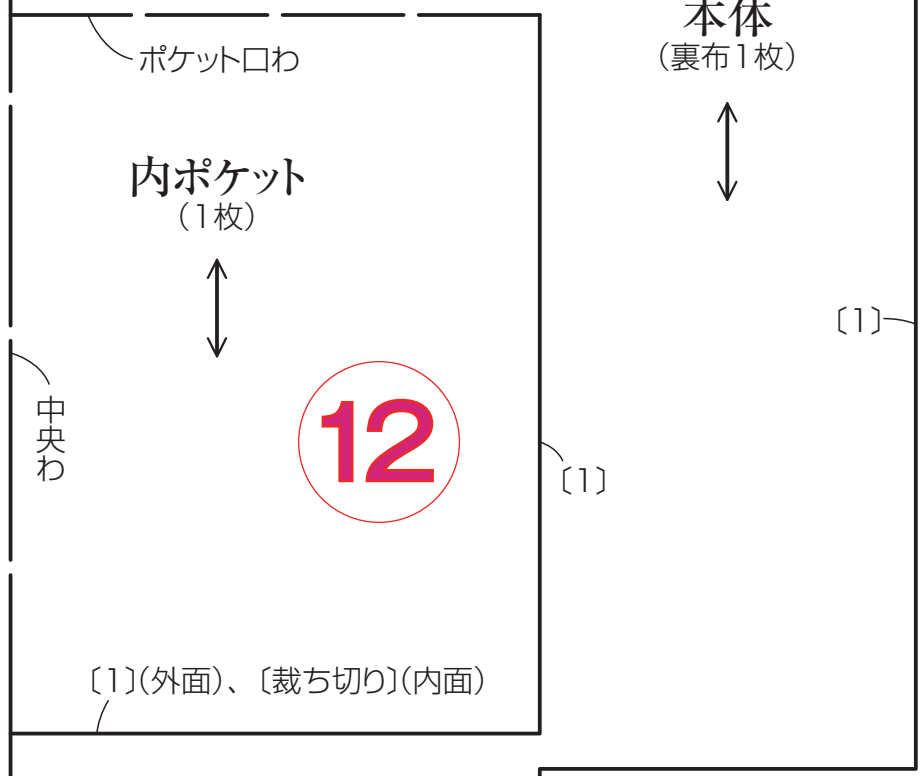 本体
（裏布1枚）
ポケット口わ
内ポケット
（1枚）
〔1〕
中央わ
12
〔1〕
〔1〕(外面)、〔裁ち切り〕(内面)